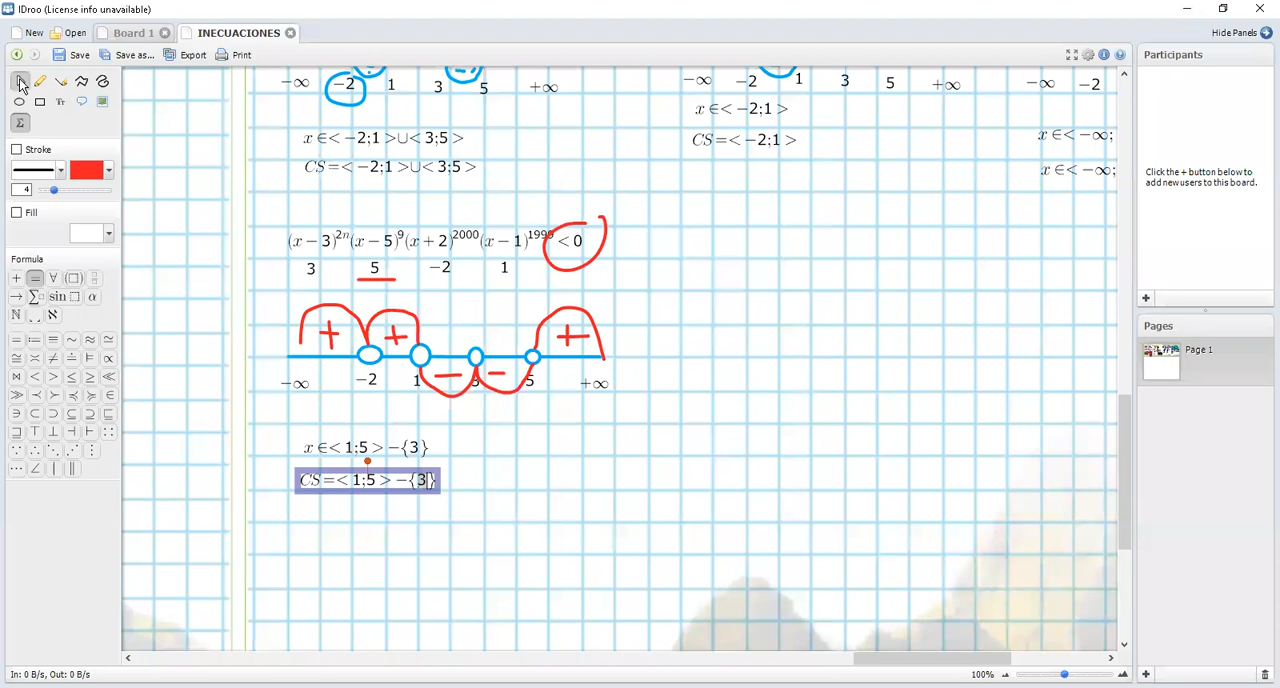 IDroo (License info unavailable)
New Open Board 1 INECUACIONES Hide Panels
Save Save as... Export Print
Participants
Click the + button below to
add new users to this board.
Pages
Page 1
Stroke
4
Fill
Formula
−∞ −2 1 3 5 +∞
−∞ −2 1 3 5 +∞
−∞ −2
x ∈< −2;1 >∪< 3;5 >
CS=< −2;1 >∪< 3;5 >
x ∈< −2;1 >
CS=< −2;1 >
x ∈< −∞;
x ∈< −∞;
(x − 3)^2n (x − 5)^9 (x + 2)^2000 (x − 1)^1999 < 0
3 5 −2 1
+ + − − +
−∞ −2 1 3 5 +∞
x ∈< 1;5 > −{3}
CS=< 1;5 > −{3}
In: 0 B/s, Out: 0 B/s
100%